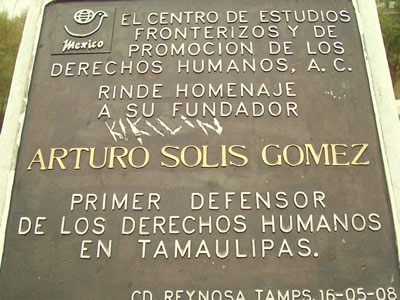 Mexico
EL CENTRO DE ESTUDIOS
FRONTERIZOS Y DE
PROMOCION DE LOS
DERECHOS HUMANOS, A. C.
RINDE HOMENAJE
A SU FUNDADOR
ARTURO SOLIS GOMEZ
PRIMER DEFENSOR
DE LOS DERECHOS HUMANOS
EN TAMAULIPAS.
CD. REYNOSA, TAMPS. 16-05-08